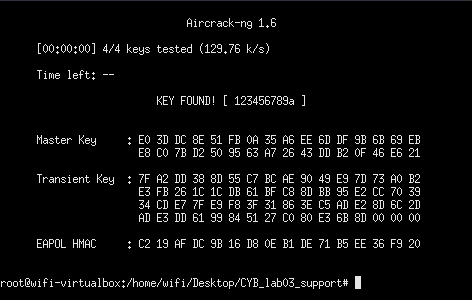 Aircrack-ng 1.6
[00:00:00] 4/4 keys tested (129.76 k/s)
Time left: --
KEY FOUND! [ 123456789a ]
Master Key : E0 3D DC 8E 51 FB 0A 35 A6 EE 6D DF 9B 6B 69 EB
E8 C0 7B D2 50 95 63 A7 26 43 DD B2 0F 46 E6 21
Transient Key : 7F A2 DD 38 8D 55 C7 BC AE 90 49 E9 7D 73 A0 B2
E3 FB 26 1C 1C DB 61 BF C8 8D BB 95 E2 CC 70 39
34 CD E7 7F E9 F8 3F 31 86 3E C5 AD E2 8D 6C 2D
AD E3 DD 61 99 84 51 27 C0 80 E3 6B 8D 00 00 00
EAPOL HMAC : C2 19 AF DC 9B 16 D8 0E B1 DE 71 B5 EE 36 F9 20
root@wifi-virtualbox:/home/wifi/Desktop/CYB_lab03_support#